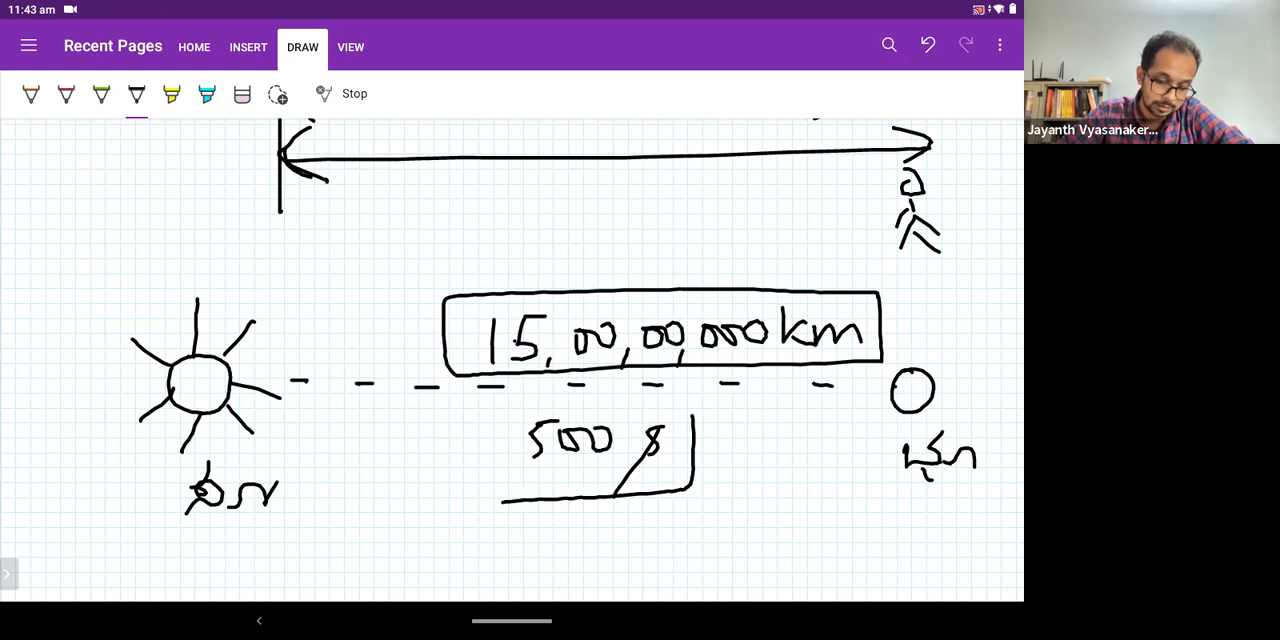 11:43 am
Recent Pages HOME INSERT DRAW VIEW
Stop
Jayanth Vyasanaker...
15,00,00,000 km
500 s